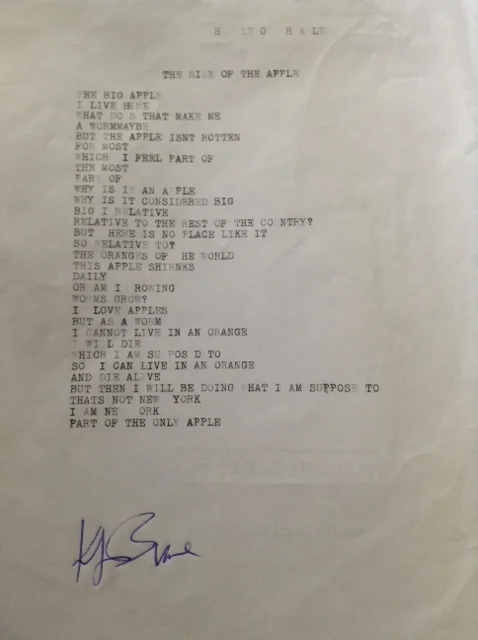 THE SIZE OF THE APPLE
THE BIG APPLE
I LIVE HERE
WHAT DOES THAT MAKE ME
A WORMMAYBE
BUT THE APPLE ISNT ROTTEN
FOR MOST
WHICH I FEEL PART OF
THE MOST
PART OF
WHY IS IT AN APPLE
WHY IS IT CONSIDERED BIG
BIG I RELATIVE
RELATIVE TO THE REST OF THE COUNTRY?
BUT HERE IS NO PLACE LIKE IT
SO RELATIVE TO?
THE ORANGES OF HE WORLD
THIS APPLE SHIRNKS
DAILY
OR AM I ROWING
WORMS GROW?
I LOVE APPLES
BUT AS A WORM
I CANNOT LIVE IN AN ORANGE
I WILL DIE
WHICH I AM SUPPOSED TO
SO I CAN LIVE IN AN ORANGE
AND DIE ALIVE
BUT THEN I WILL BE DOING WHAT I AM SUPPOSE TO
THATS NOT NEW YORK
I AM NE ORK
PART OF THE ONLY APPLE